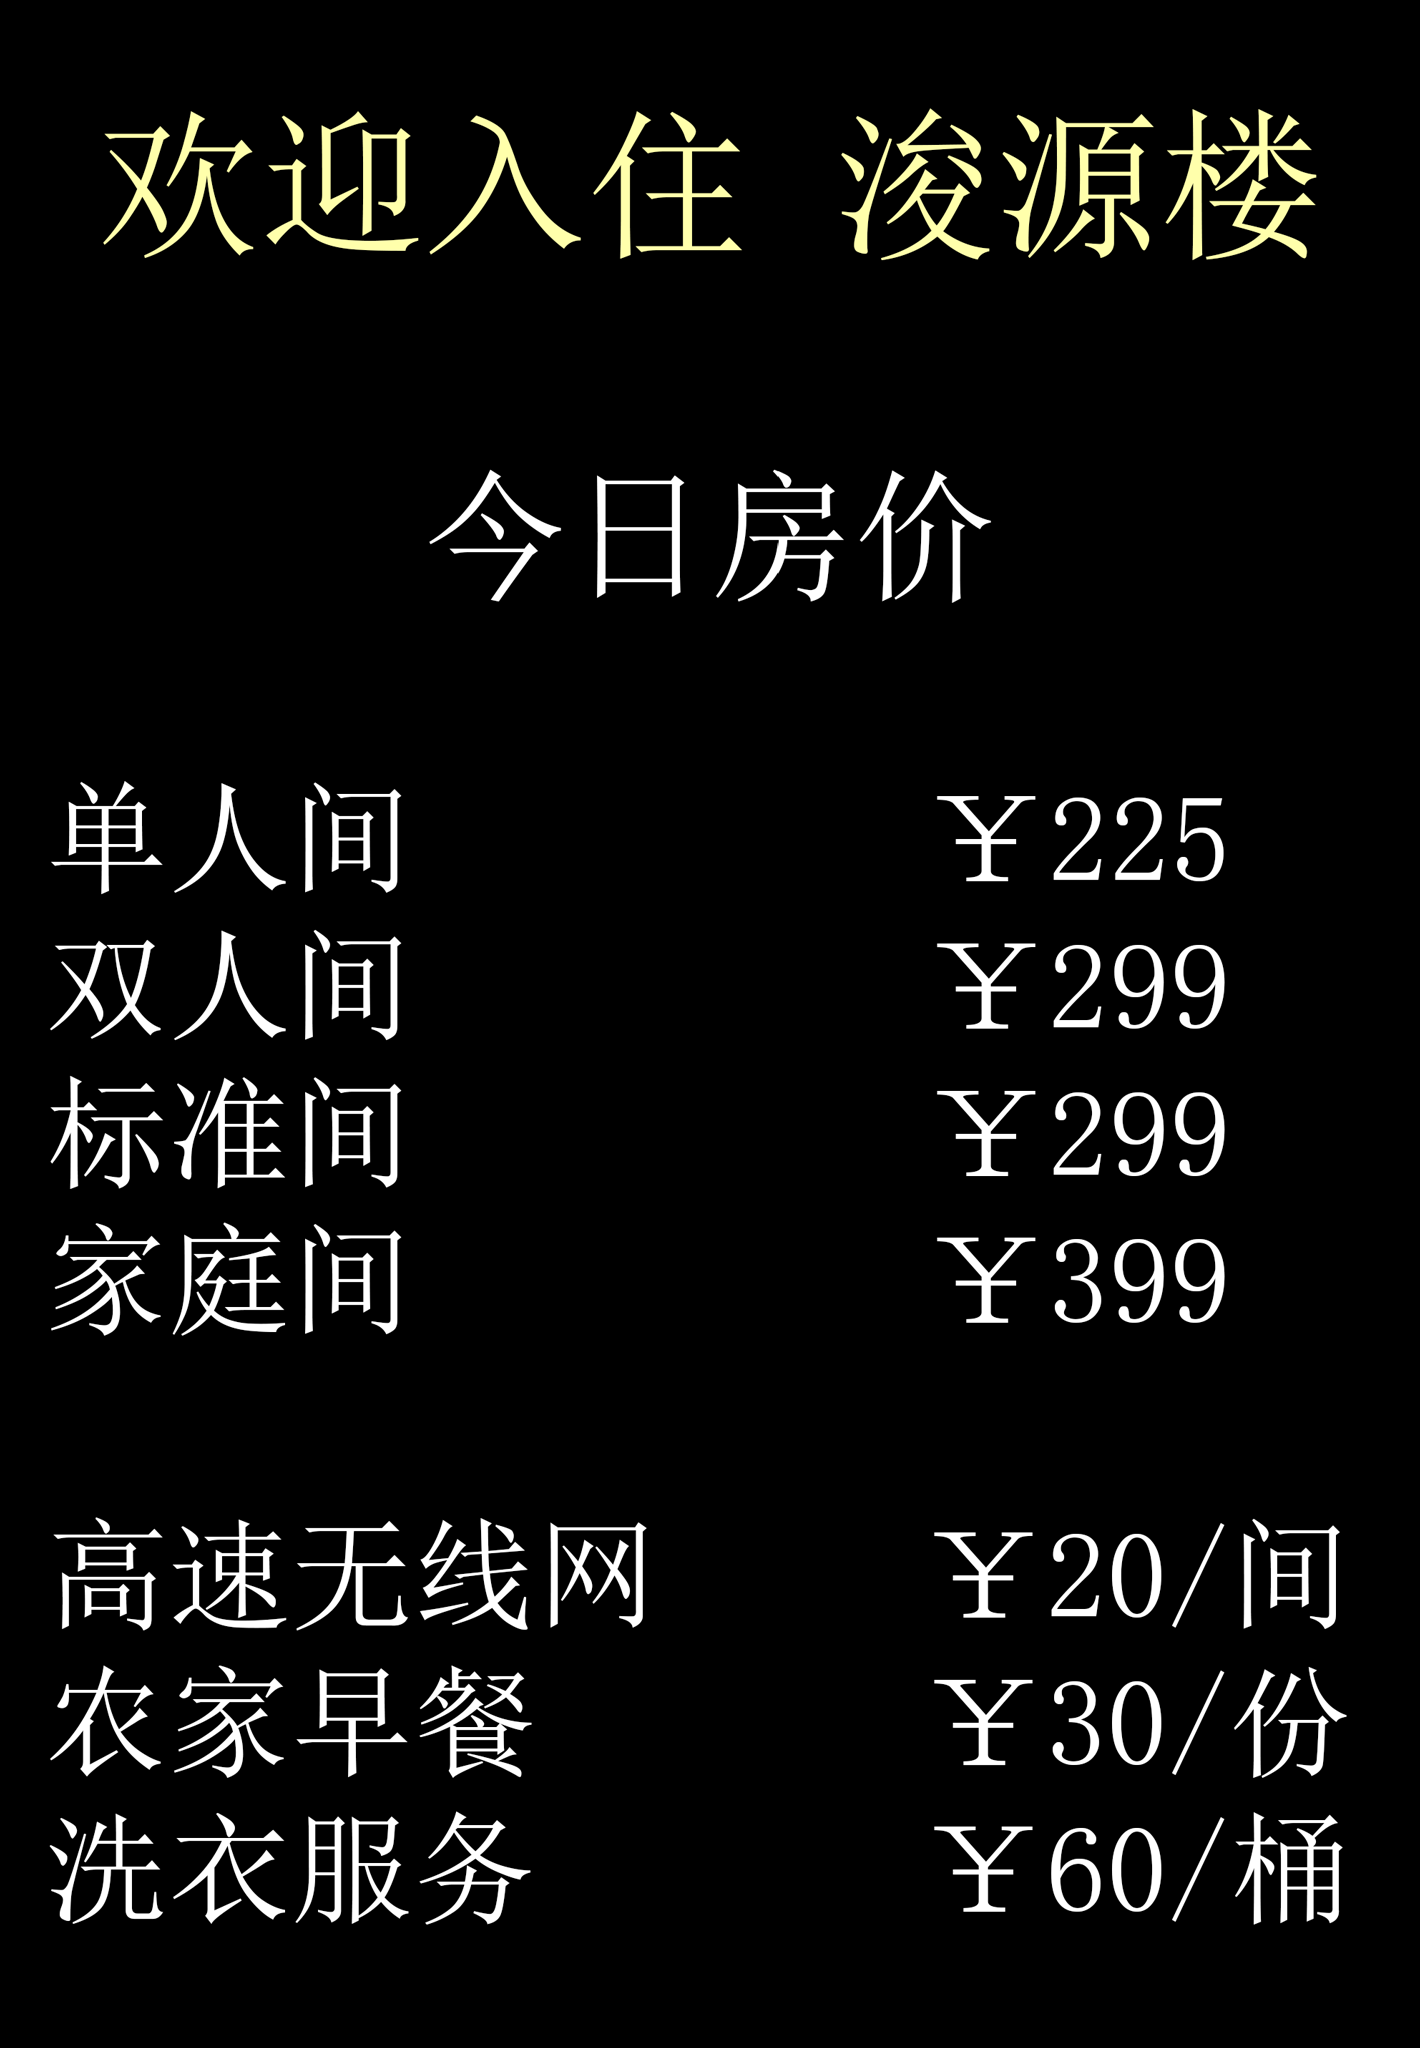 欢迎入住 浚源楼
今日房价
单人间 ￥225
双人间 ￥299
标准间 ￥299
家庭间 ￥399
高速无线网 ￥20/间
农家早餐 ￥30/份
洗衣服务 ￥60/桶